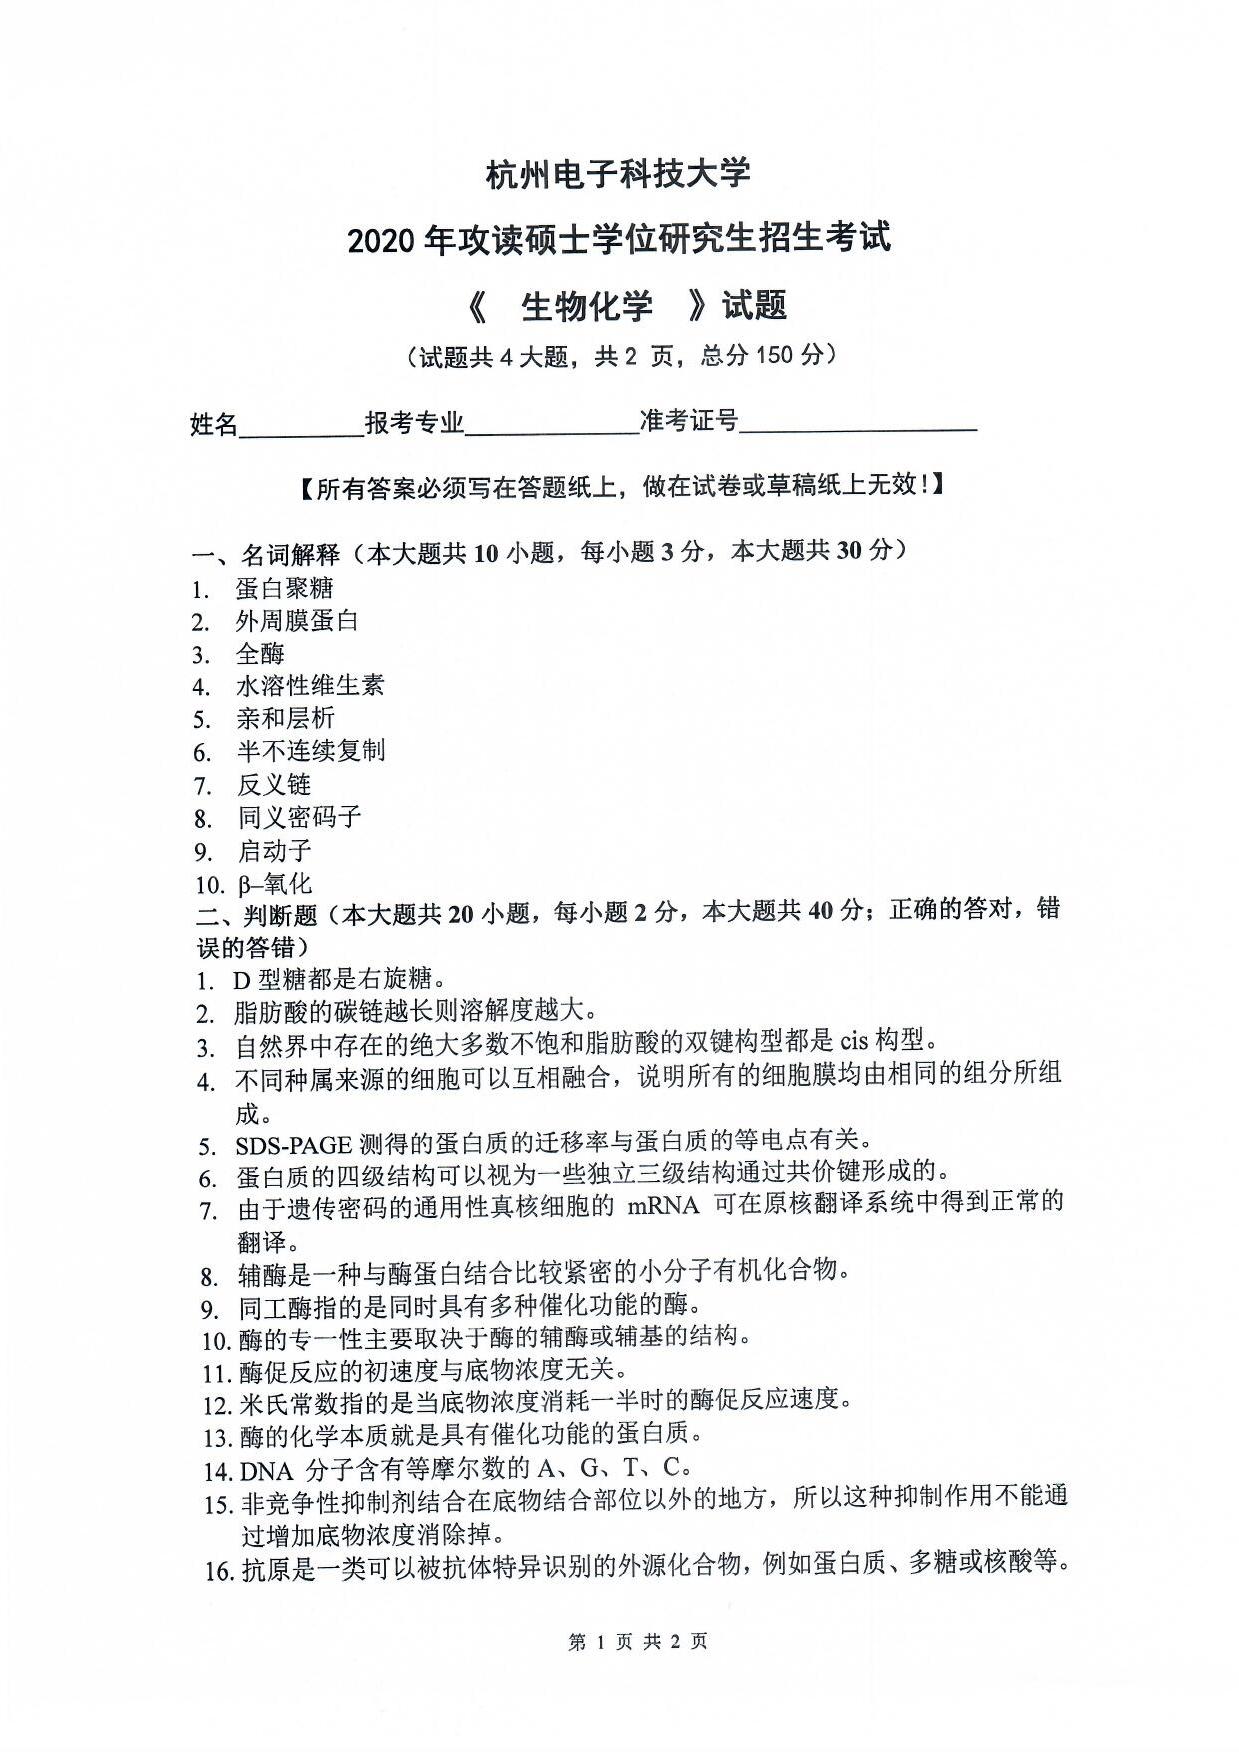 杭州电子科技大学
2020 年攻读硕士学位研究生招生考试
《 生物化学 》试题
（试题共 4 大题，共 2 页，总分 150 分）
姓名_________报考专业_____________准考证号__________________
【所有答案必须写在答题纸上，做在试卷或草稿纸上无效！】
一、名词解释（本大题共 10 小题，每小题 3 分，本大题共 30 分）
1. 蛋白聚糖
2. 外周膜蛋白
3. 全酶
4. 水溶性维生素
5. 亲和层析
6. 半不连续复制
7. 反义链
8. 同义密码子
9. 启动子
10. β–氧化
二、判断题（本大题共 20 小题，每小题 2 分，本大题共 40 分；正确的答对，错
误的答错）
1. D 型糖都是右旋糖。
2. 脂肪酸的碳链越长则溶解度越大。
3. 自然界中存在的绝大多数不饱和脂肪酸的双键构型都是 cis 构型。
4. 不同种属来源的细胞可以互相融合，说明所有的细胞膜均由相同的组分所组
成。
5. SDS-PAGE 测得的蛋白质的迁移率与蛋白质的等电点有关。
6. 蛋白质的四级结构可以视为一些独立三级结构通过共价键形成的。
7. 由于遗传密码的通用性真核细胞的 mRNA 可在原核翻译系统中得到正常的
翻译。
8. 辅酶是一种与酶蛋白结合比较紧密的小分子有机化合物。
9. 同工酶指的是同时具有多种催化功能的酶。
10. 酶的专一性主要取决于酶的辅酶或辅基的结构。
11. 酶促反应的初速度与底物浓度无关。
12. 米氏常数指的是当底物浓度消耗一半时的酶促反应速度。
13. 酶的化学本质就是具有催化功能的蛋白质。
14. DNA 分子含有等摩尔数的 A、G、T、C。
15. 非竞争性抑制剂结合在底物结合部位以外的地方，所以这种抑制作用不能通
过增加底物浓度消除掉。
16. 抗原是一类可以被抗体特异识别的外源化合物，例如蛋白质、多糖或核酸等。
第 1 页 共 2 页